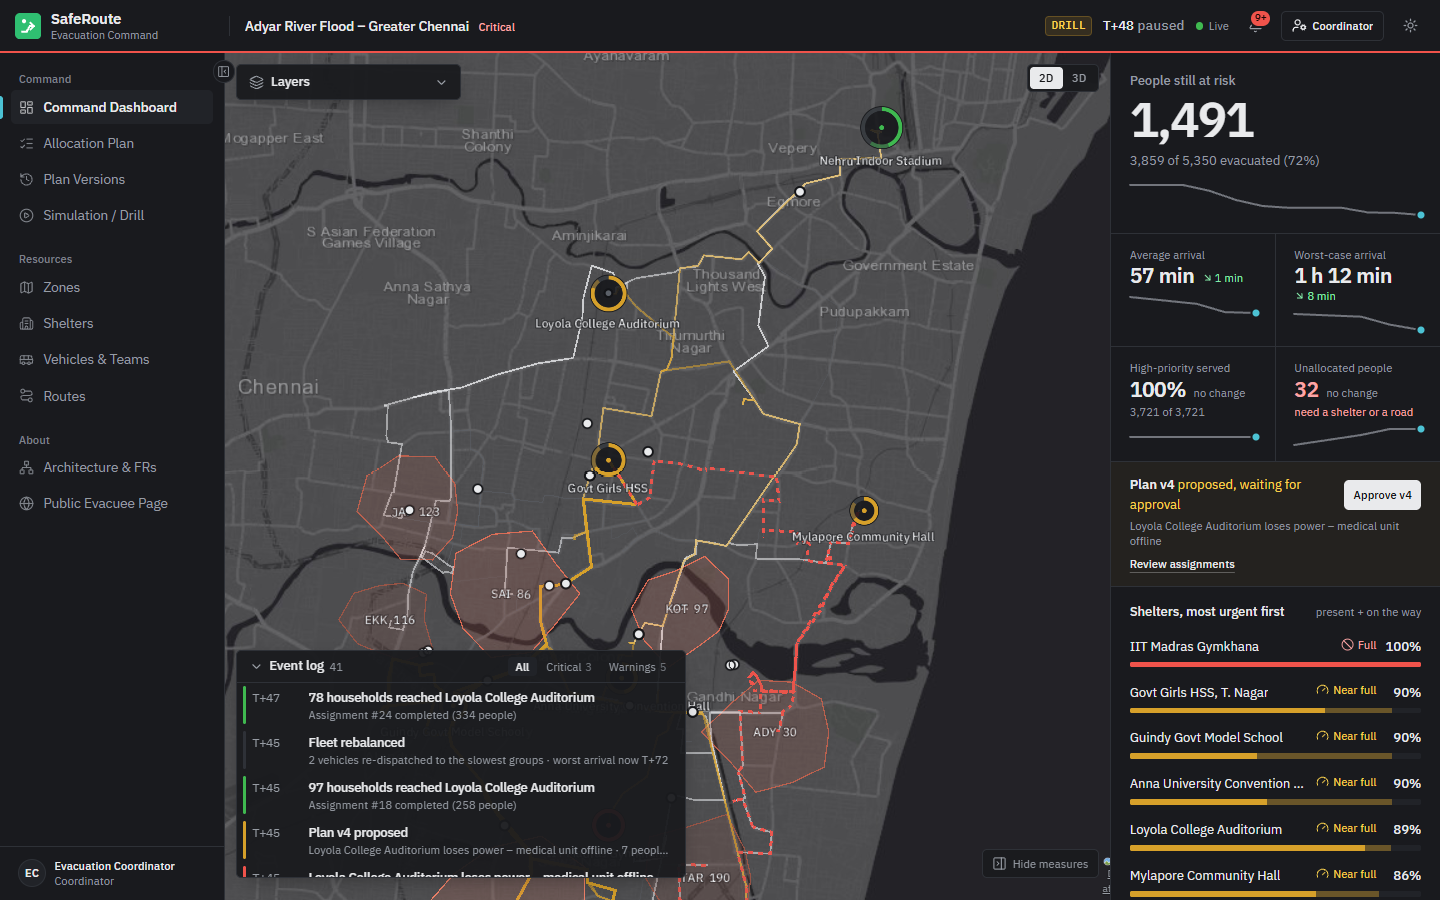 SafeRoute
Evacuation Command
Adyar River Flood – Greater Chennai Critical
DRILL T+48 paused Live 9+ Coordinator
Command
Command Dashboard
Allocation Plan
Plan Versions
Simulation / Drill
Resources
Zones
Shelters
Vehicles & Teams
Routes
About
Architecture & FRs
Public Evacuee Page
EC
Evacuation Coordinator
Coordinator
Layers
2D 3D
Ayanavaram
Mogapper East
Shanthi
Colony
Vepery
Nehru Indoor Stadium
Egmore
S Asian Federation
Games Village
Aminjikarai
Government Estate
Anna Sathya
Nagar
Thousand
Lights Wes
Pudupakkam
Loyola College Auditorium
Tirumurthi
Nagar
Chennai
Govt Girls HSS
JA 123
Mylapore Community Hall
SAI 86
KOT 97
EKK 116
Gandhi Nagar
Hall
ADY 30
TAR 190
Event log 41 All Critical 3 Warnings 5
T+47 78 households reached Loyola College Auditorium
Assignment #24 completed (334 people)
T+45 Fleet rebalanced
2 vehicles re-dispatched to the slowest groups · worst arrival now T+72
T+45 97 households reached Loyola College Auditorium
Assignment #18 completed (258 people)
T+45 Plan v4 proposed
Loyola College Auditorium loses power – medical unit offline · 7 peopl...
T+45 Loyola College Auditorium loses power – medical unit offline
Hide measures
People still at risk
1,491
3,859 of 5,350 evacuated (72%)
Average arrival
57 min 1 min
Worst-case arrival
1 h 12 min
8 min
High-priority served
100% no change
3,721 of 3,721
Unallocated people
32 no change
need a shelter or a road
Plan v4 proposed, waiting for
approval
Approve v4
Loyola College Auditorium loses power – medical unit
offline
Review assignments
Shelters, most urgent first present + on the way
IIT Madras Gymkhana Full 100%
Govt Girls HSS, T. Nagar Near full 90%
Guindy Govt Model School Near full 90%
Anna University Convention ... Near full 90%
Loyola College Auditorium Near full 89%
Mylapore Community Hall Near full 86%